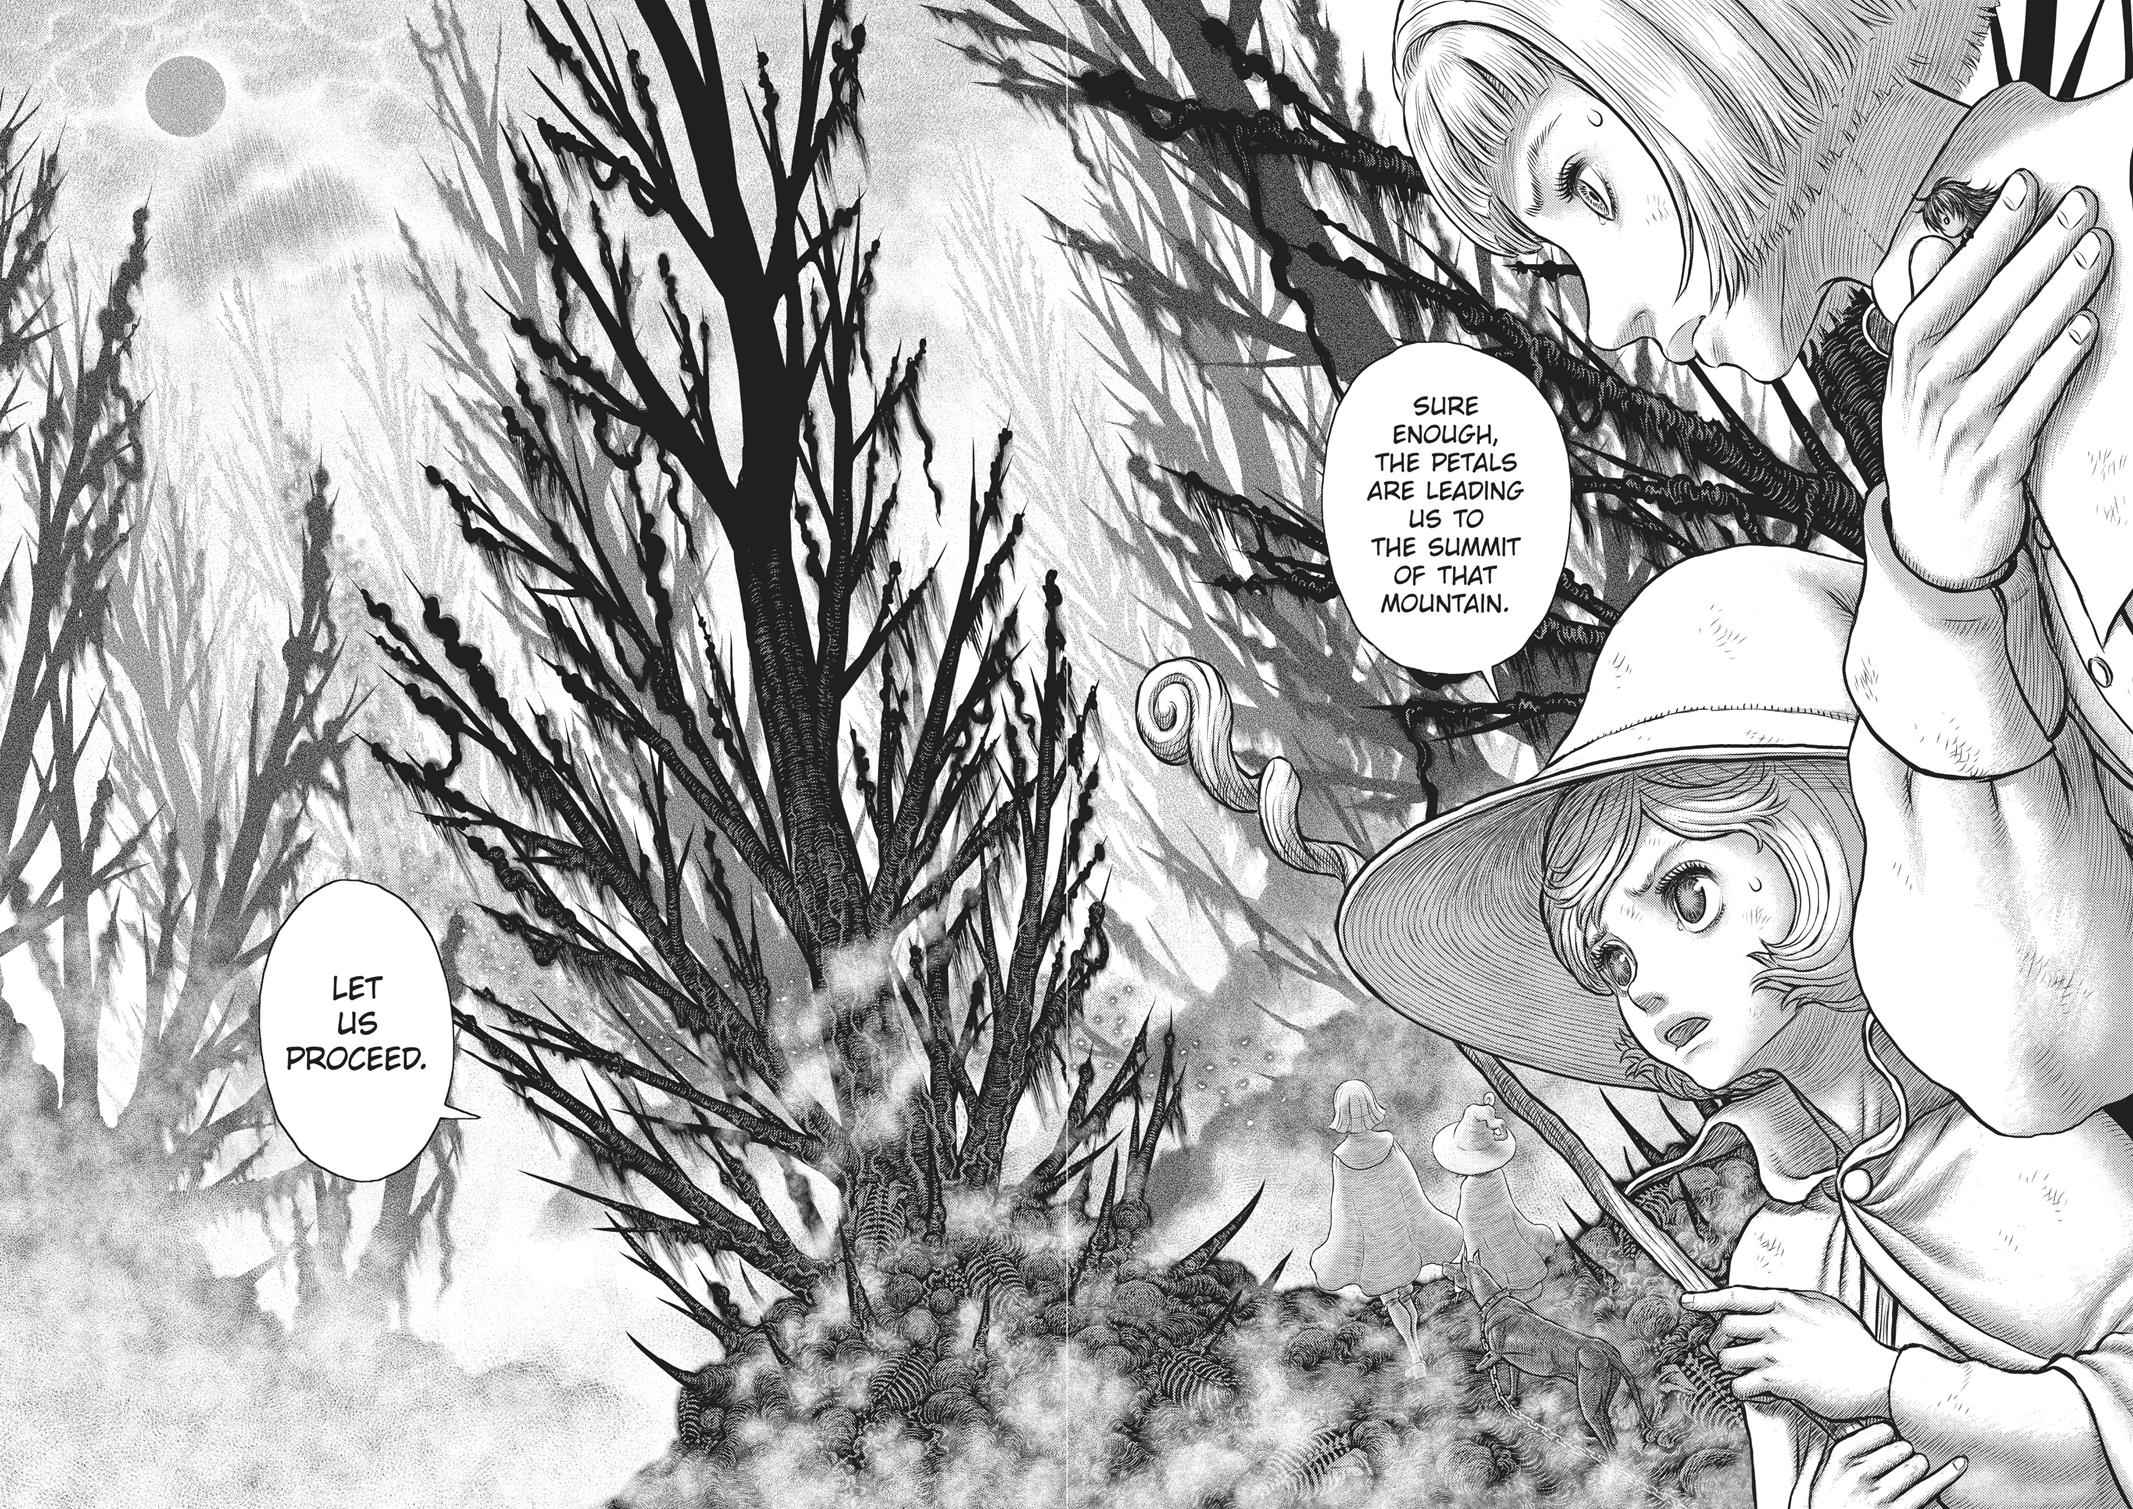 SURE
ENOUGH,
THE PETALS
ARE LEADING
US TO
THE SUMMIT
OF THAT
MOUNTAIN.
LET
US
PROCEED.